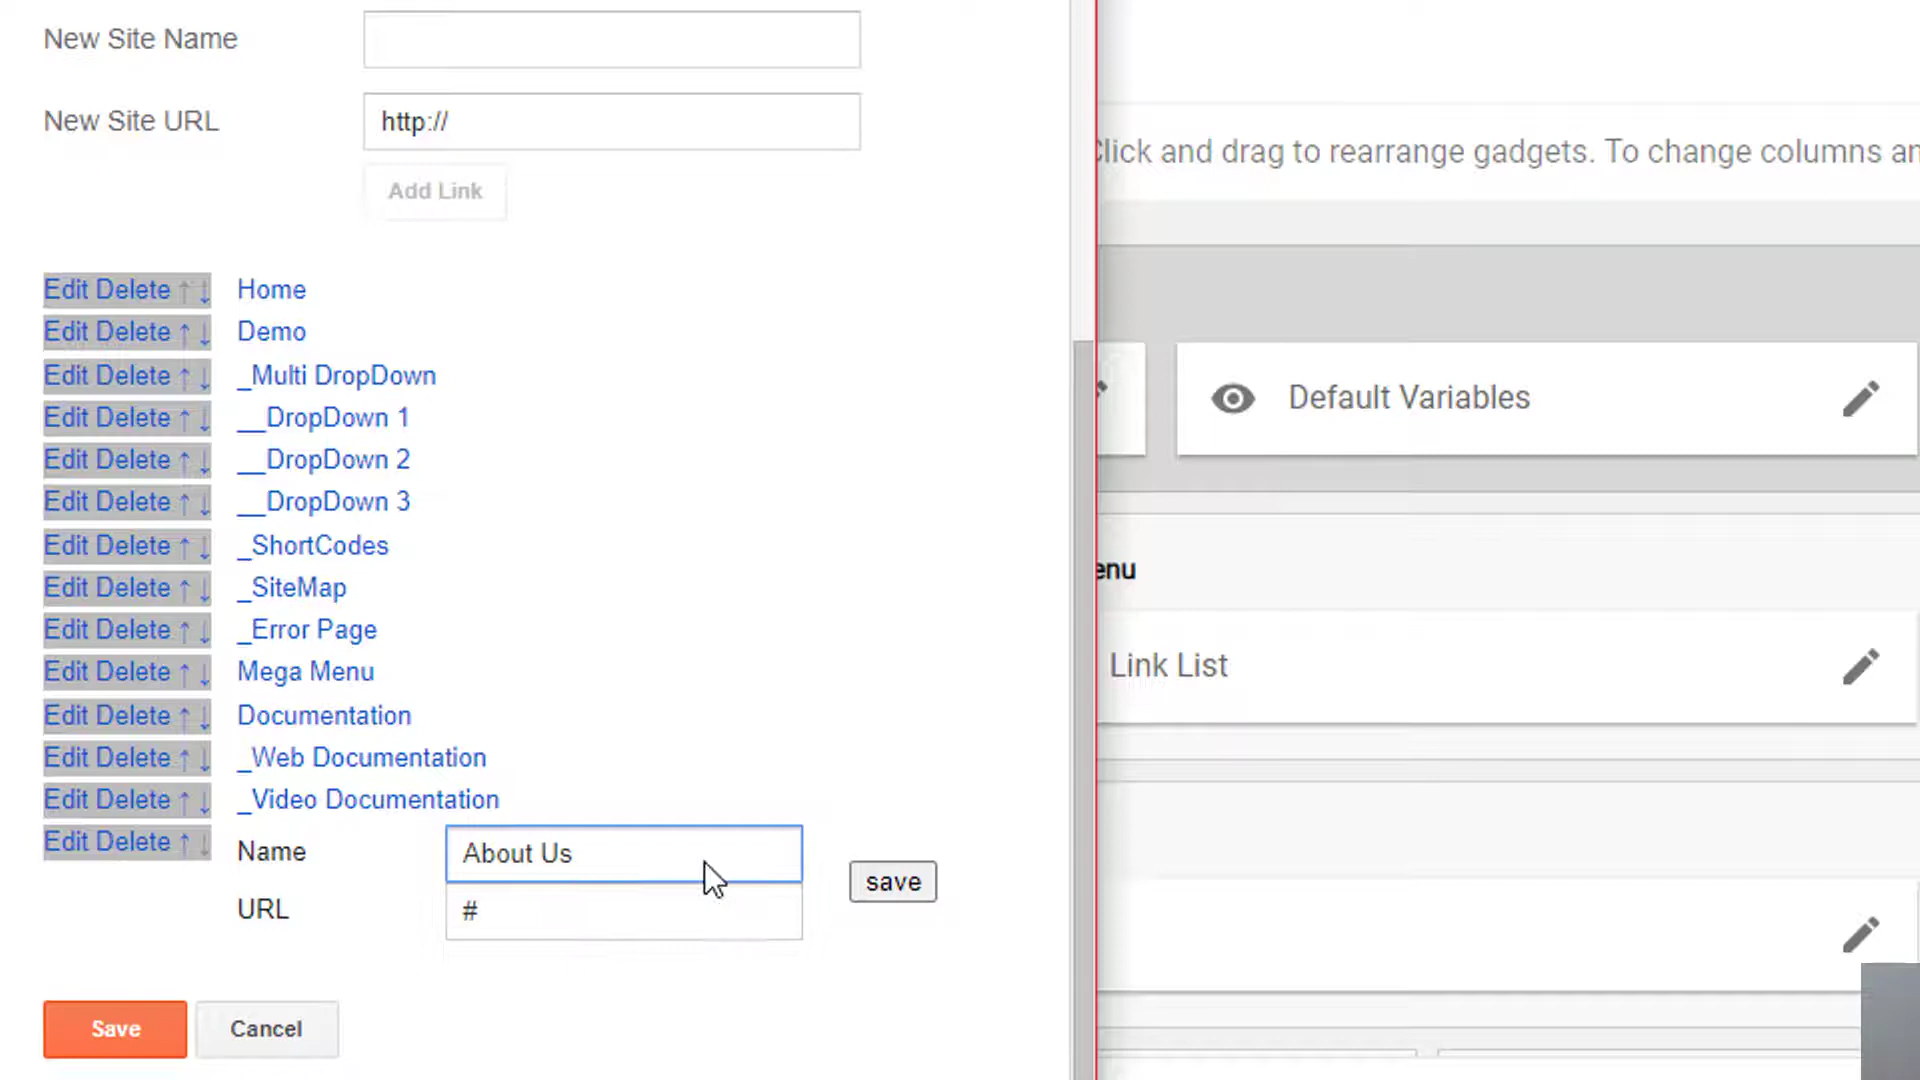 New Site Name
New Site URL
http://
Add Link
Edit Delete ↑ ↓ Home
Edit Delete ↑ ↓ Demo
Edit Delete ↑ ↓ _Multi DropDown
Edit Delete ↑ ↓ __DropDown 1
Edit Delete ↑ ↓ __DropDown 2
Edit Delete ↑ ↓ __DropDown 3
Edit Delete ↑ ↓ _ShortCodes
Edit Delete ↑ ↓ _SiteMap
Edit Delete ↑ ↓ _Error Page
Edit Delete ↑ ↓ Mega Menu
Edit Delete ↑ ↓ Documentation
Edit Delete ↑ ↓ _Web Documentation
Edit Delete ↑ ↓ _Video Documentation
Edit Delete ↑ ↓ Name About Us
save
URL #
Save Cancel
Click and drag to rearrange gadgets. To change columns an
Default Variables
enu
Link List